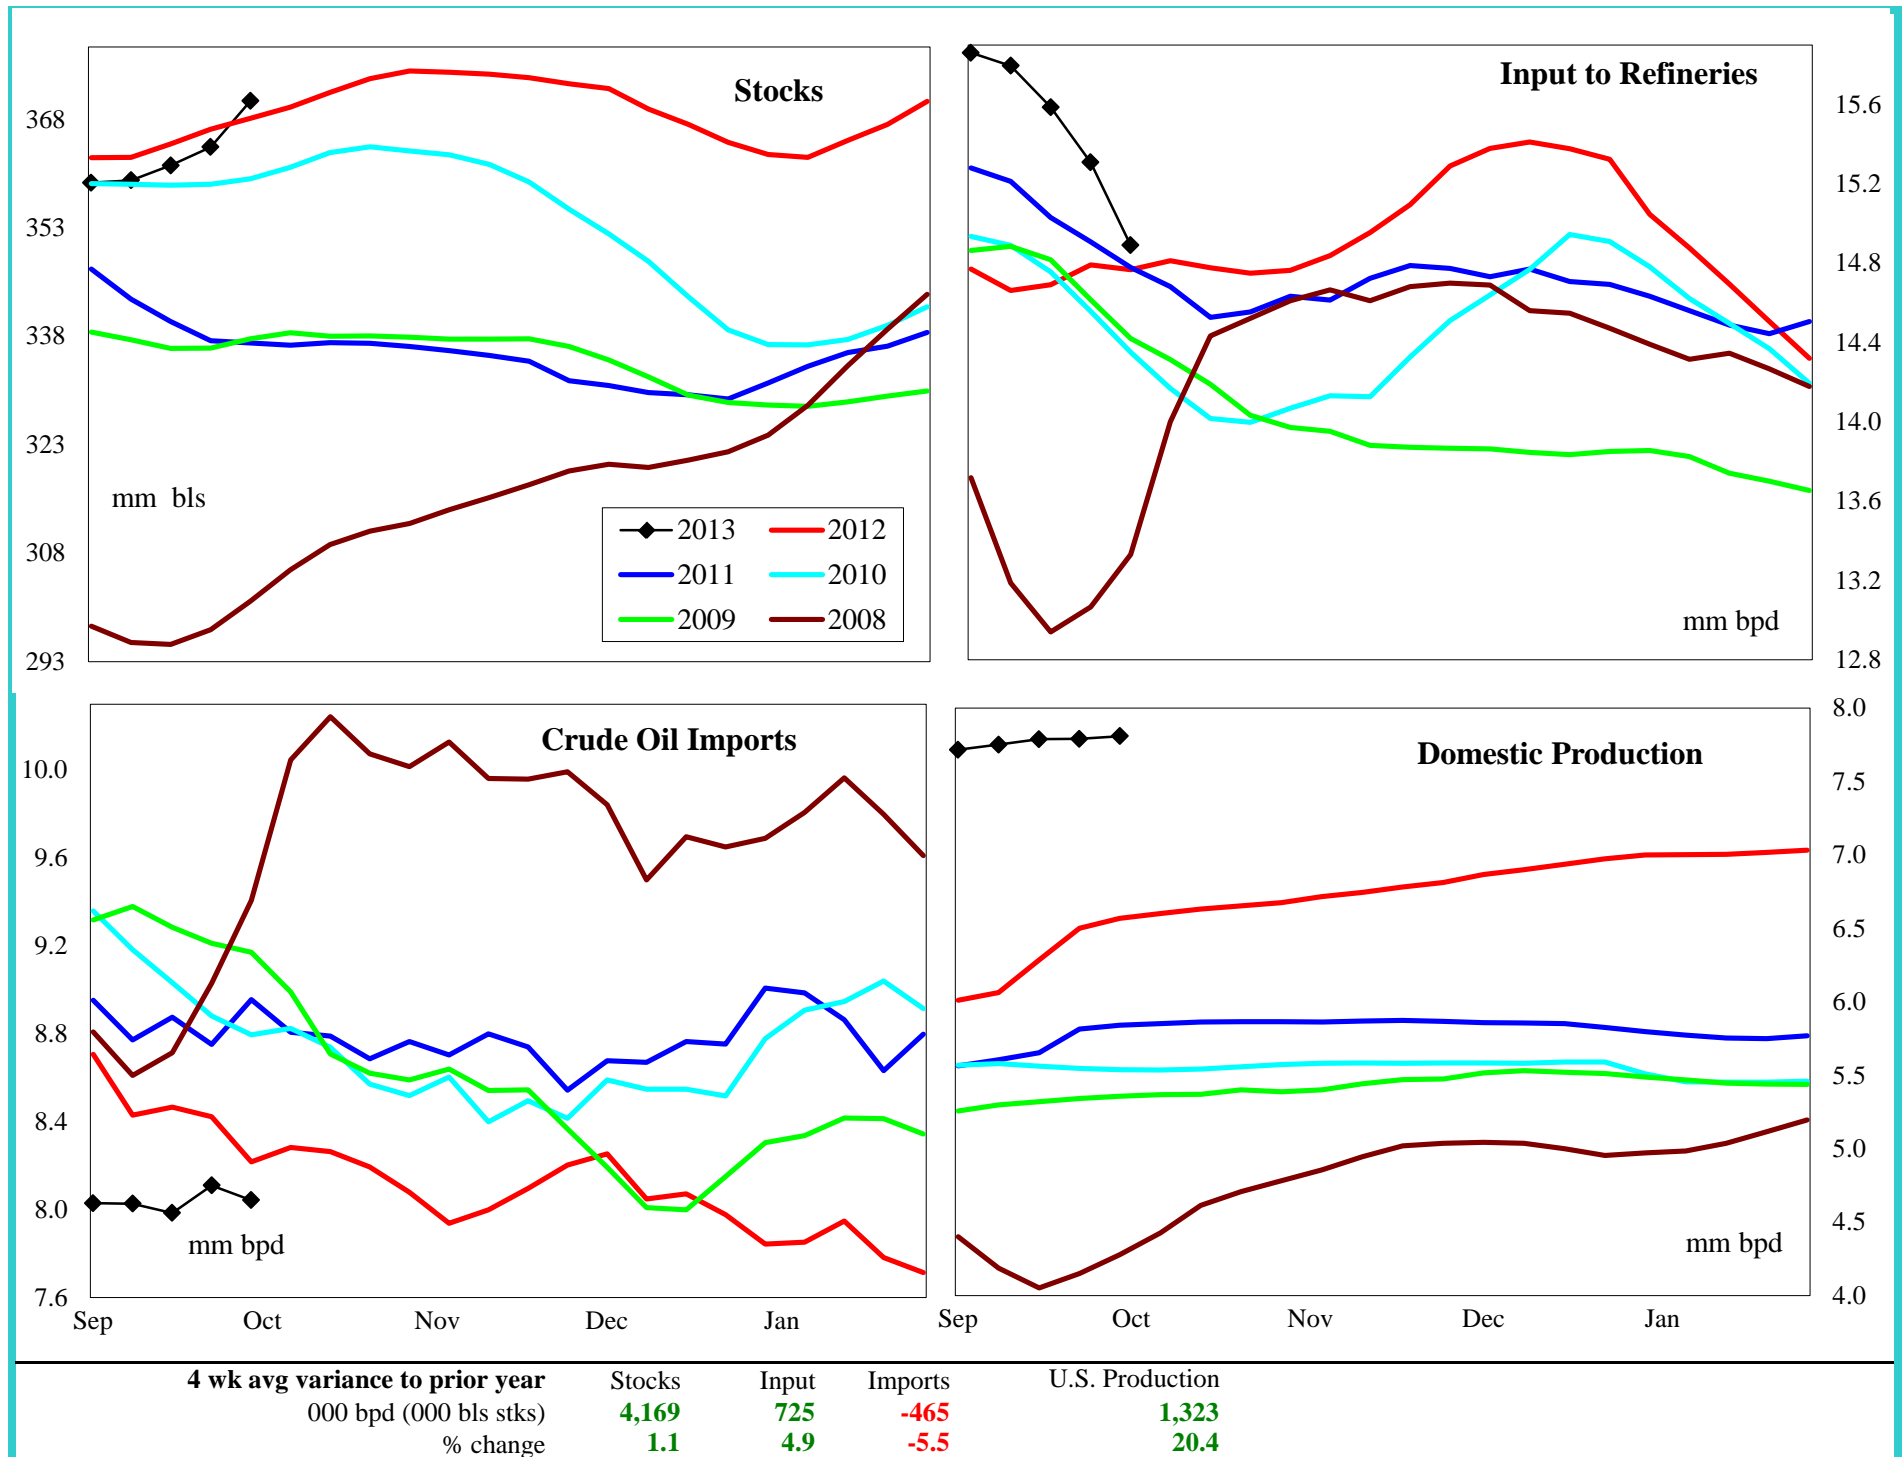 Stocks
368
353
338
323
308
293
mm bls
2013 2012
2011 2010
2009 2008
Input to Refineries
15.6
15.2
14.8
14.4
14.0
13.6
13.2
12.8
mm bpd
Crude Oil Imports
10.0
9.6
9.2
8.8
8.4
8.0
7.6
mm bpd
Sep Oct Nov Dec Jan
Domestic Production
8.0
7.5
7.0
6.5
6.0
5.5
5.0
4.5
4.0
mm bpd
Sep Oct Nov Dec Jan
4 wk avg variance to prior year Stocks Input Imports U.S. Production
000 bpd (000 bls stks) 4,169 725 -465 1,323
% change 1.1 4.9 -5.5 20.4